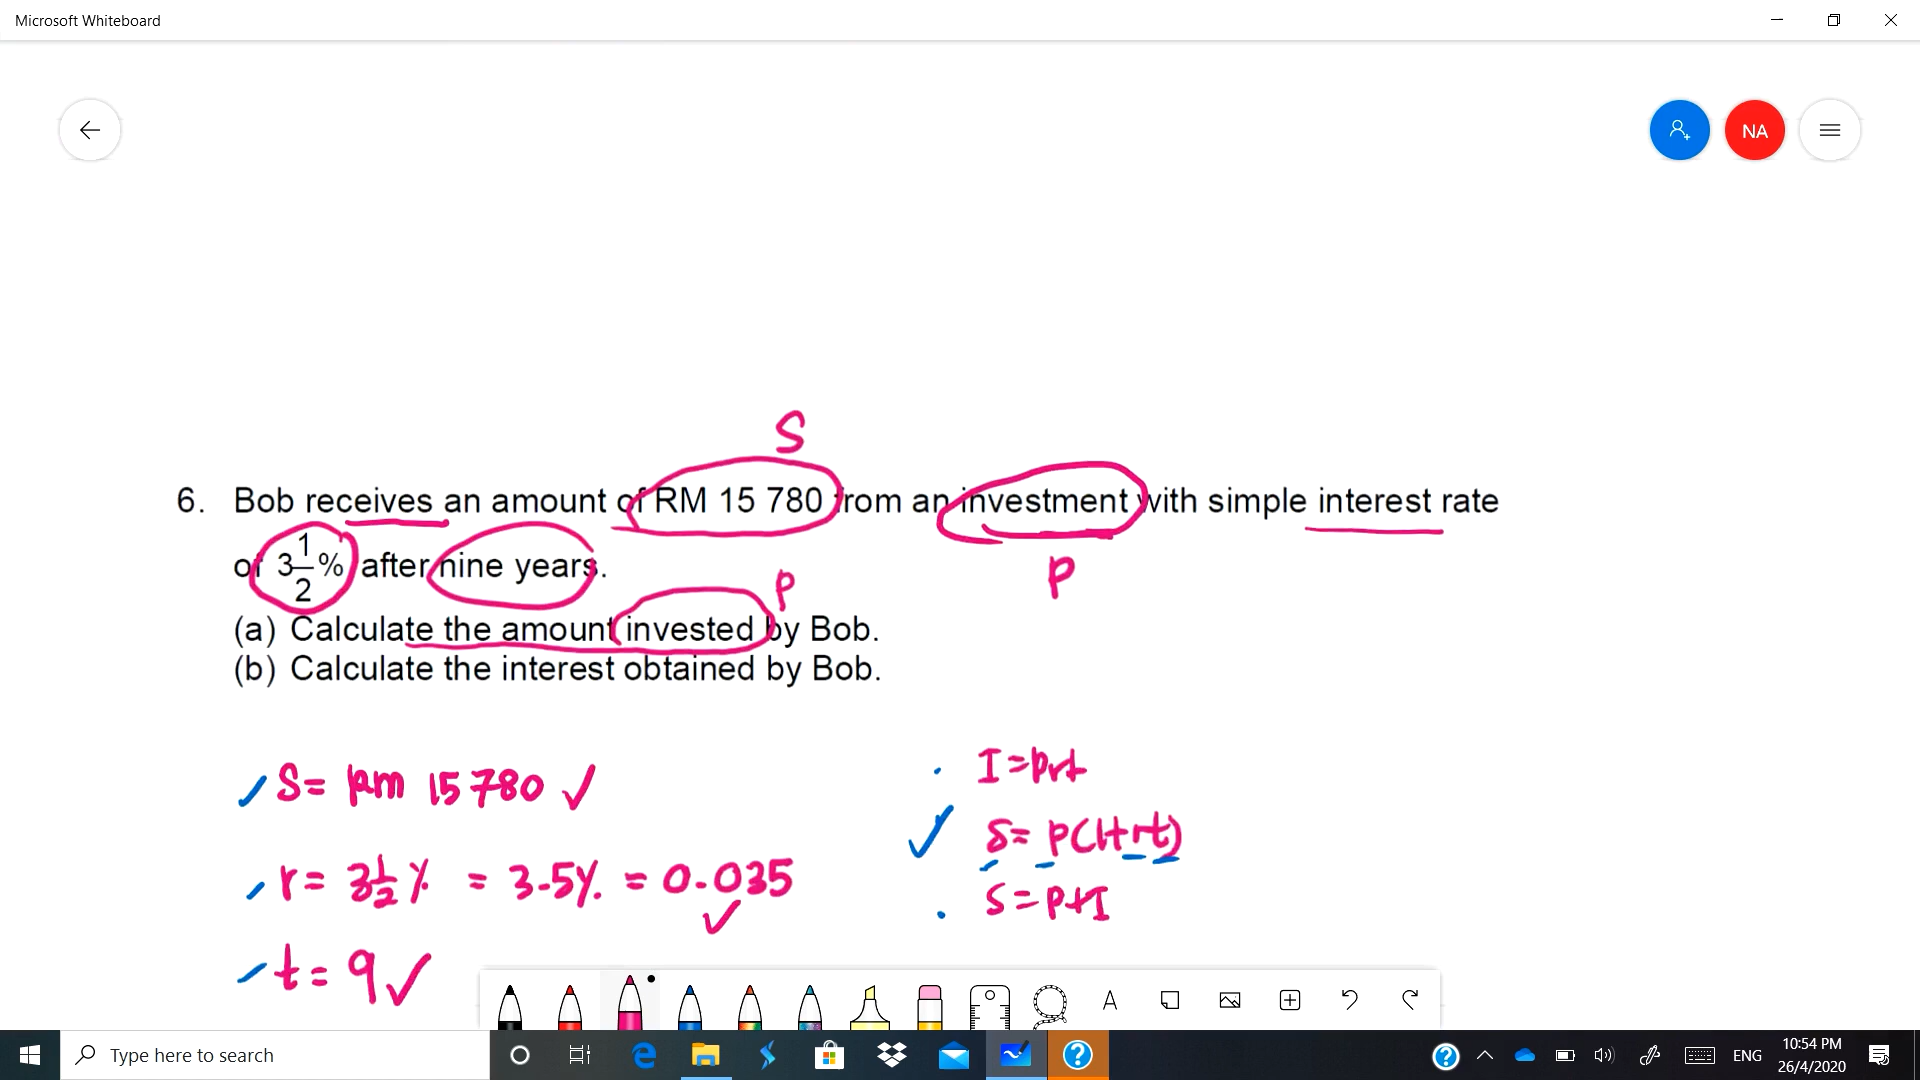 Microsoft Whiteboard
NA
S
6. Bob receives an amount of RM 15 780 from an investment with simple interest rate
of 3 1/2 % after nine years.
P
P
(a) Calculate the amount invested by Bob.
(b) Calculate the interest obtained by Bob.
S= Rm 15780 ✓
I=Prt
✓ S= P(1+rt)
r= 3 1/2 % = 3.5% = 0.035 ✓
S=P+I
t= 9 ✓
A
Type here to search
ENG
10:54 PM
26/4/2020